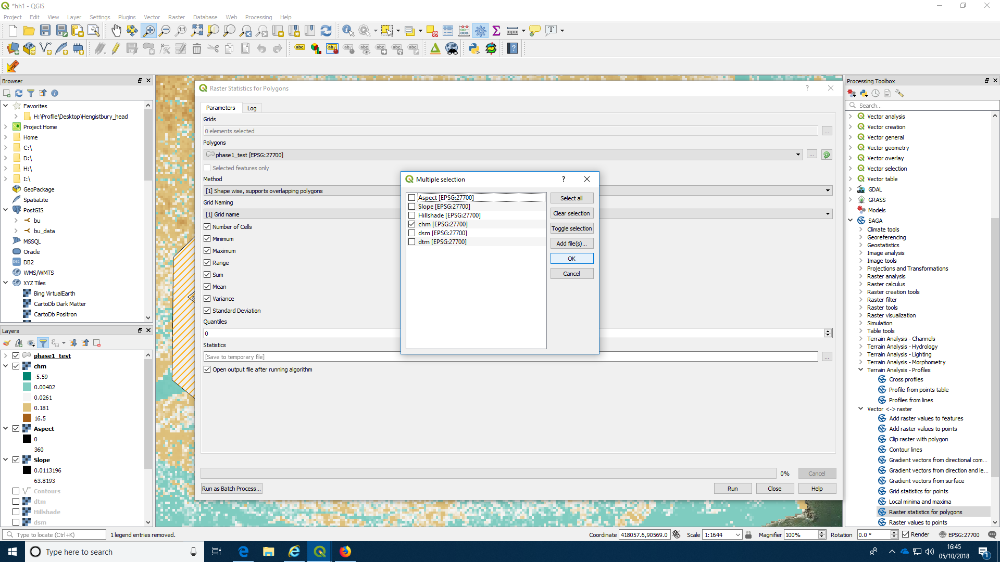 *hh1 - QGIS
Project Edit View Layer Settings Plugins Vector Raster Database Web Processing Help
Browser
Favorites
H:\Profile\Desktop\Hengistbury_head
Project Home
Home
C:\
D:\
H:\
I:\
GeoPackage
SpatiaLite
PostGIS
bu
bu_data
MSSQL
Oracle
DB2
WMS/WMTS
XYZ Tiles
Bing VirtualEarth
CartoDb Dark Matter
CartoDb Positron
Layers
phase1_test
chm
-5.59
0.00402
0.0261
0.181
16.5
Aspect
0
360
Slope
0.0113196
63.8193
Contours
dtm
Hillshade
dsm
Raster Statistics for Polygons
Parameters Log
Grids
0 elements selected
...
Polygons
phase1_test [EPSG:27700]
...
Selected features only
Method
[1] Shape wise, supports overlapping polygons
Grid Naming
[1] Grid name
Number of Cells
Minimum
Maximum
Range
Sum
Mean
Variance
Standard Deviation
Quantiles
0
Statistics
[Save to temporary file]
...
Open output file after running algorithm
0% Cancel
Run as Batch Process... Run Close Help
Multiple selection
?
Aspect [EPSG:27700]
Slope [EPSG:27700]
Hillshade [EPSG:27700]
chm [EPSG:27700]
dsm [EPSG:27700]
dtm [EPSG:27700]
Select all
Clear selection
Toggle selection
Add file(s)...
OK
Cancel
Processing Toolbox
Search...
Vector analysis
Vector creation
Vector general
Vector geometry
Vector overlay
Vector selection
Vector table
GDAL
GRASS
Models
SAGA
Climate tools
Georeferencing
Geostatistics
Image analysis
Image tools
Projections and Transformations
Raster analysis
Raster calculus
Raster creation tools
Raster filter
Raster tools
Raster visualization
Simulation
Table tools
Terrain Analysis - Channels
Terrain Analysis - Hydrology
Terrain Analysis - Lighting
Terrain Analysis - Morphometry
Terrain Analysis - Profiles
Cross profiles
Profile from points table
Profiles from lines
Vector <-> raster
Add raster values to features
Add raster values to points
Clip raster with polygon
Contour lines
Gradient vectors from directional com...
Gradient vectors from direction and le...
Gradient vectors from surface
Grid statistics for points
Local minima and maxima
Raster statistics for polygons
Raster values to points
Type to locate (Ctrl+K) 1 legend entries removed. Coordinate 418057.6,90569.0 Scale 1:1644 Magnifier 100% Rotation 0.0 ° Render EPSG:27700
Type here to search
16:45
05/10/2018
1